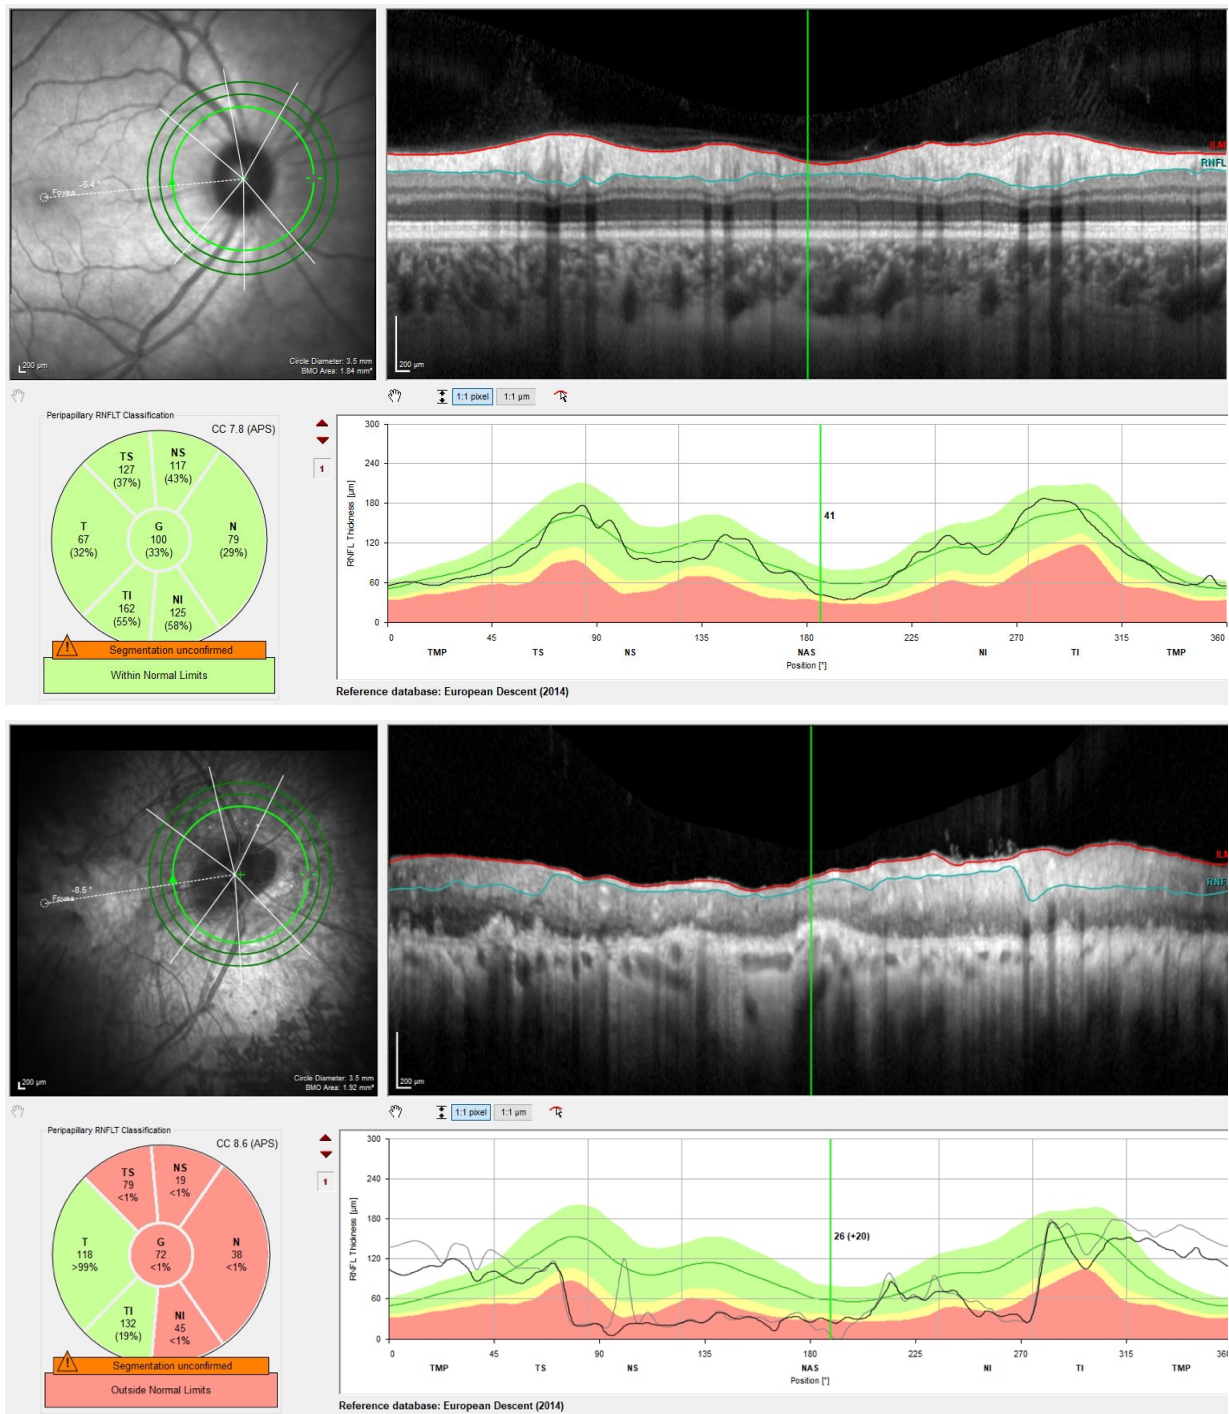 ILM
RNFL
-5.4 °
Fovea
Circle Diameter: 3.5 mm
BMO Area: 1.84 mm²
200 µm
200 µm
1:1 pixel
1:1 µm
Peripapillary RNFLT Classification
CC 7.8 (APS)
TS
127
(37%)
NS
117
(43%)
T
67
(32%)
G
100
(33%)
N
79
(29%)
TI
162
(55%)
NI
125
(58%)
Segmentation unconfirmed
Within Normal Limits
1
RNFL Thickness [µm]
300
240
180
120
60
0
41
0 45 90 135 180 225 270 315 360
TMP TS NS NAS NI TI TMP
Position [°]
Reference database: European Descent (2014)
ILM
RNFL
-8.5 °
Fovea
Circle Diameter: 3.5 mm
BMO Area: 1.92 mm²
200 µm
200 µm
1:1 pixel
1:1 µm
Peripapillary RNFLT Classification
CC 8.6 (APS)
TS
79
<1%
NS
19
<1%
T
118
>99%
G
72
<1%
N
38
<1%
TI
132
(19%)
NI
45
<1%
Segmentation unconfirmed
Outside Normal Limits
1
RNFL Thickness [µm]
300
240
180
120
60
0
26 (+20)
0 45 90 135 180 225 270 315 360
TMP TS NS NAS NI TI TMP
Position [°]
Reference database: European Descent (2014)